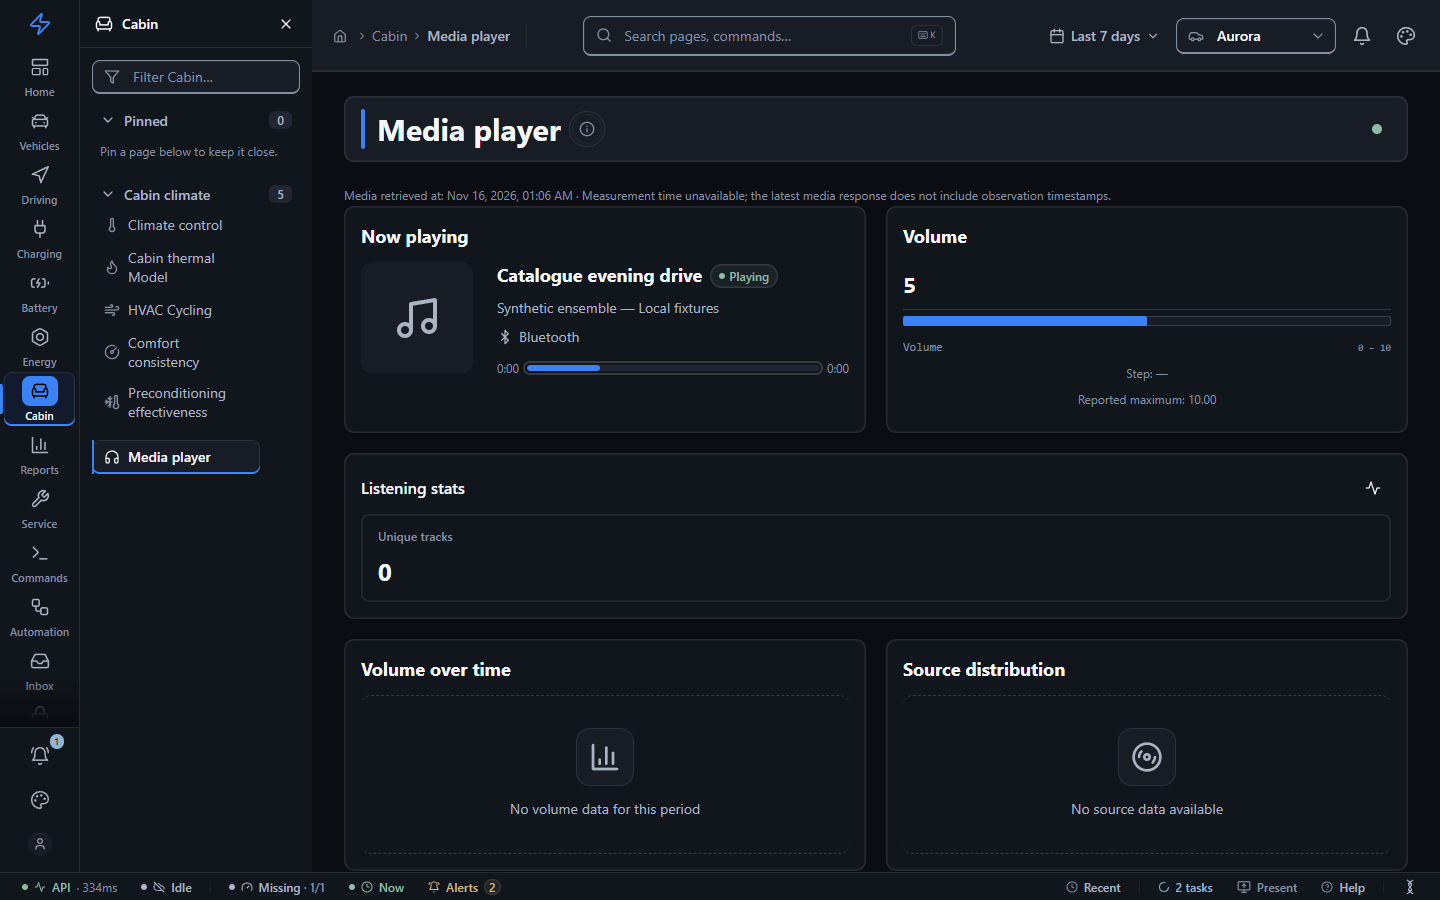 Home
Vehicles
Driving
Charging
Battery
Energy
Cabin
Reports
Service
Commands
Automation
Inbox
1
Cabin
Filter Cabin...
Pinned 0
Pin a page below to keep it close.
Cabin climate 5
Climate control
Cabin thermal
Model
HVAC Cycling
Comfort
consistency
Preconditioning
effectiveness
Media player
Cabin Media player
Search pages, commands... K
Last 7 days
Aurora
Media player
Media retrieved at: Nov 16, 2026, 01:06 AM · Measurement time unavailable; the latest media response does not include observation timestamps.
Now playing
Catalogue evening drive Playing
Synthetic ensemble — Local fixtures
Bluetooth
0:00 0:00
Volume
5
Volume 0 – 10
Step: —
Reported maximum: 10.00
Listening stats
Unique tracks
0
Volume over time
No volume data for this period
Source distribution
No source data available
API · 334ms Idle Missing · 1/1 Now Alerts 2 Recent 2 tasks Present Help